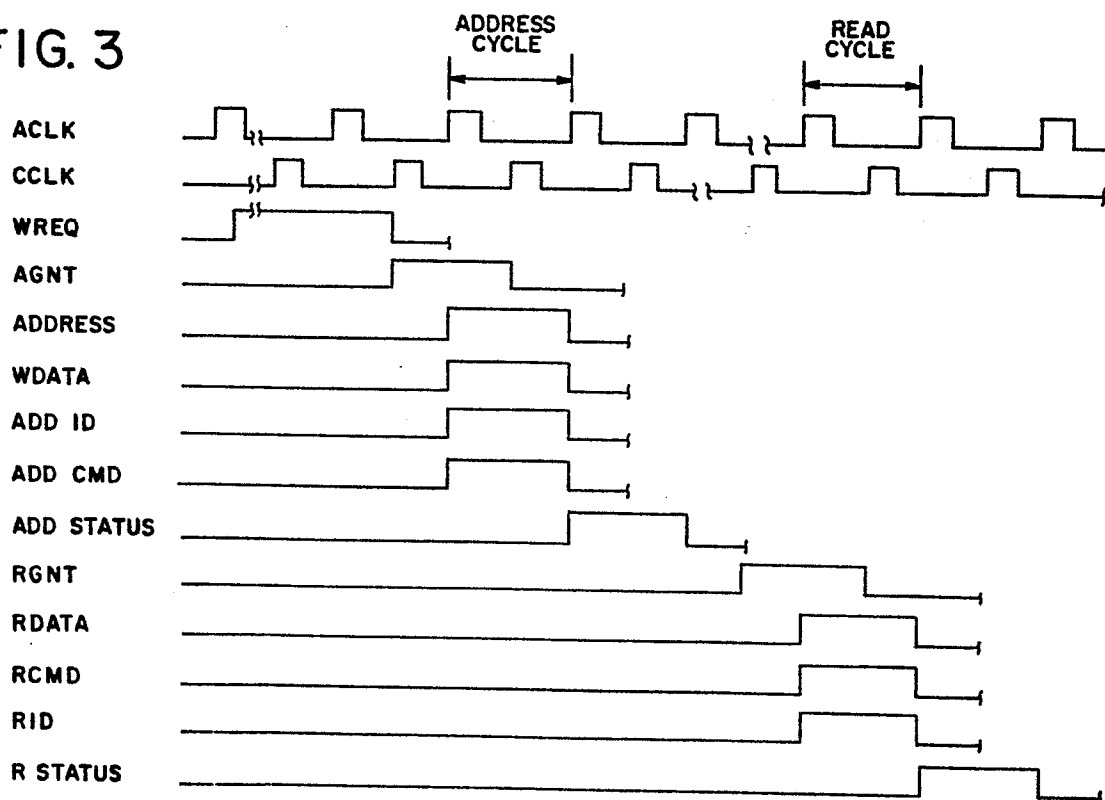 FIG. 3
ADDRESS
CYCLE
READ
CYCLE
ACLK
CCLK
WREQ
AGNT
ADDRESS
WDATA
ADD ID
ADD CMD
ADD STATUS
RGNT
RDATA
RCMD
RID
R STATUS